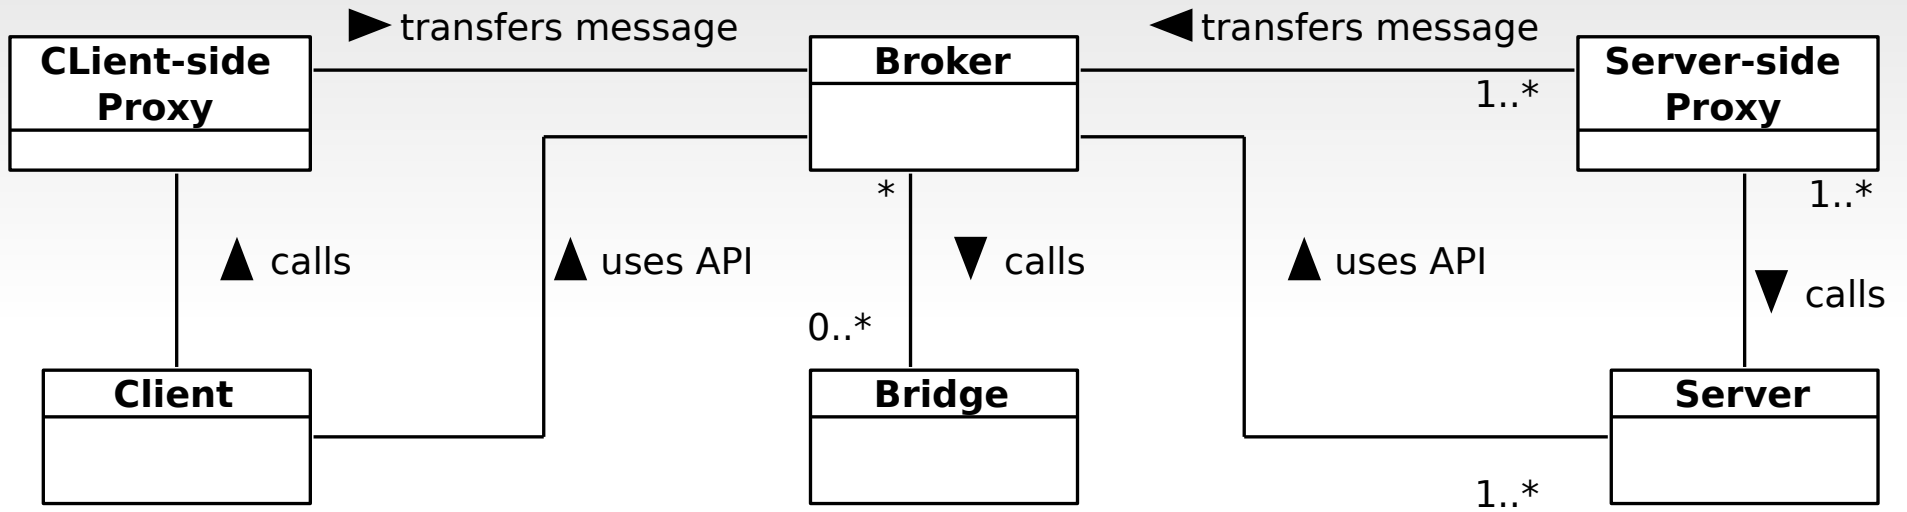 transfers message
transfers message
CLient-side
Proxy
Broker
Server-side
Proxy
1..*
*
1..*
calls
uses API
calls
uses API
calls
0..*
Client
Bridge
Server
1..*